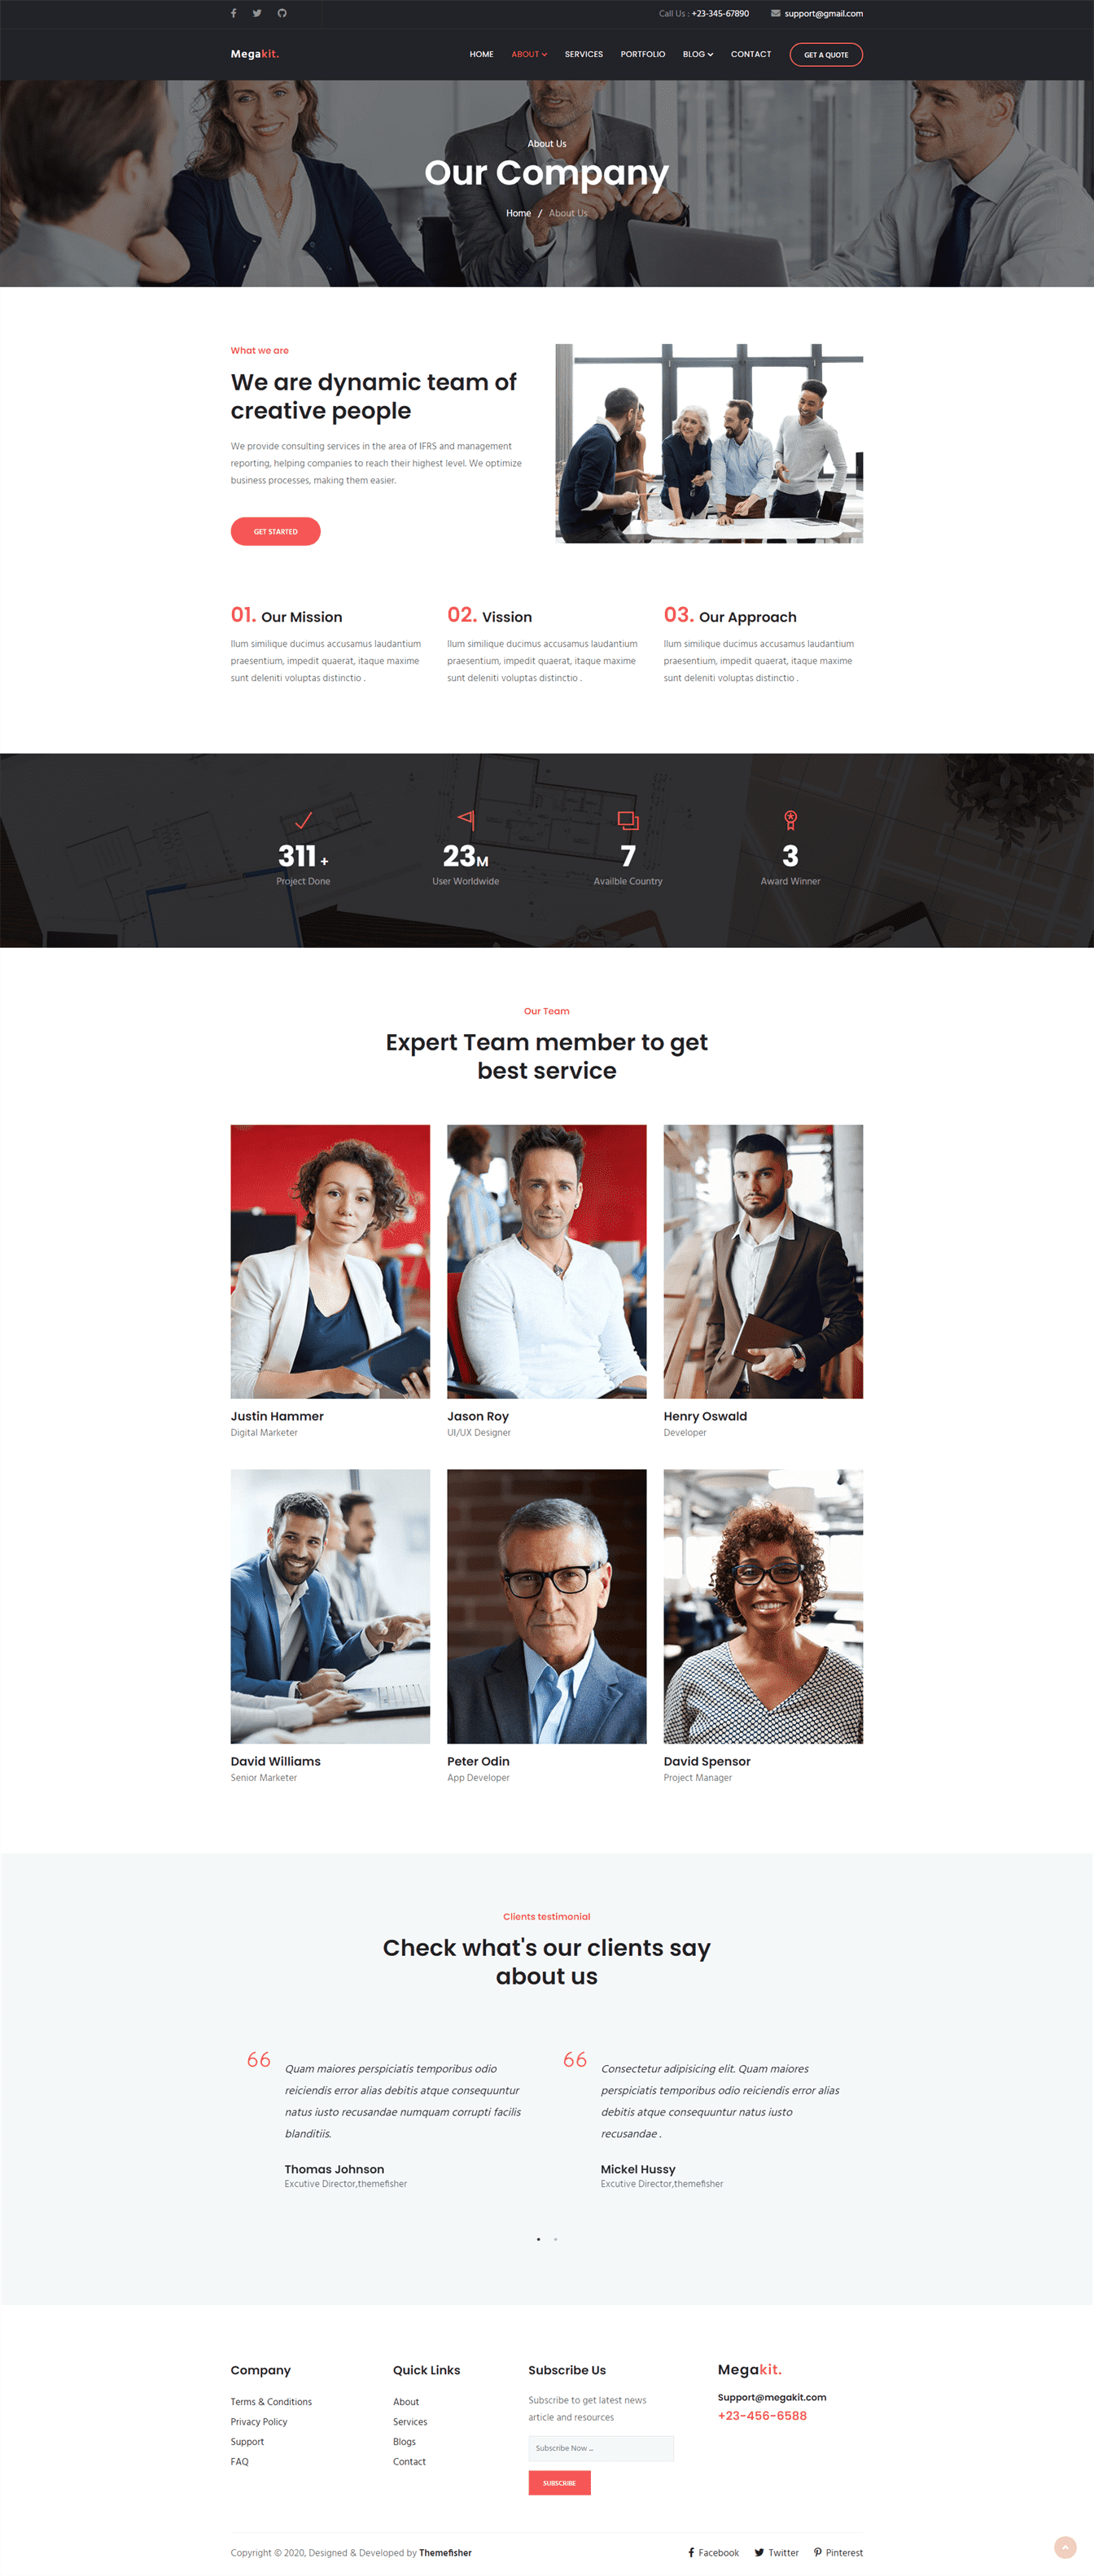 Call Us : +23-345-67890 support@gmail.com
Megakit. HOME ABOUT SERVICES PORTFOLIO BLOG CONTACT GET A QUOTE
About Us
Our Company
Home / About Us
What we are
We are dynamic team of
creative people
We provide consulting services in the area of IFRS and management
reporting, helping companies to reach their highest level. We optimize
business processes, making them easier.
GET STARTED
01. Our Mission
Ilum similique ducimus accusamus laudantium
praesentium, impedit quaerat, itaque maxime
sunt deleniti voluptas distinctio .
02. Vission
Ilum similique ducimus accusamus laudantium
praesentium, impedit quaerat, itaque maxime
sunt deleniti voluptas distinctio .
03. Our Approach
Ilum similique ducimus accusamus laudantium
praesentium, impedit quaerat, itaque maxime
sunt deleniti voluptas distinctio .
311 +
Project Done
23M
User Worldwide
7
Availble Country
3
Award Winner
Our Team
Expert Team member to get
best service
Justin Hammer
Digital Marketer
Jason Roy
UI/UX Designer
Henry Oswald
Developer
David Williams
Senior Marketer
Peter Odin
App Developer
David Spensor
Project Manager
Clients testimonial
Check what's our clients say
about us
Quam maiores perspiciatis temporibus odio
reiciendis error alias debitis atque consequuntur
natus iusto recusandae numquam corrupti facilis
blanditiis.
Thomas Johnson
Excutive Director,themefisher
Consectetur adipisicing elit. Quam maiores
perspiciatis temporibus odio reiciendis error alias
debitis atque consequuntur natus iusto
recusandae .
Mickel Hussy
Excutive Director,themefisher
Company
Terms & Conditions
Privacy Policy
Support
FAQ
Quick Links
About
Services
Blogs
Contact
Subscribe Us
Subscribe to get latest news
article and resources
Subscribe Now ...
SUBSCRIBE
Megakit.
Support@megakit.com
+23-456-6588
Copyright © 2020, Designed & Developed by Themefisher
Facebook Twitter Pinterest